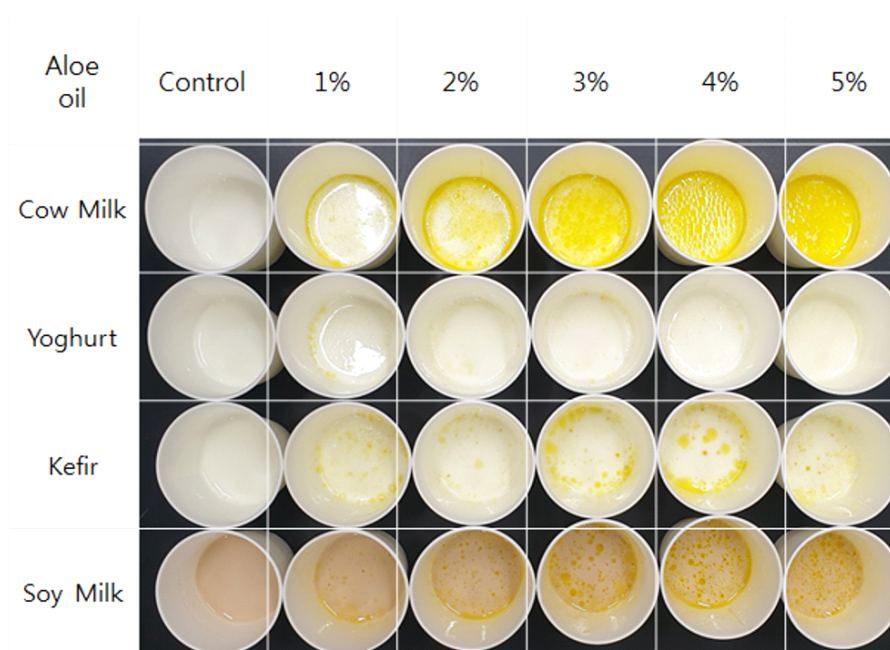 Aloe
oil
Control
1%
2%
3%
4%
5%
Cow Milk
Yoghurt
Kefir
Soy Milk